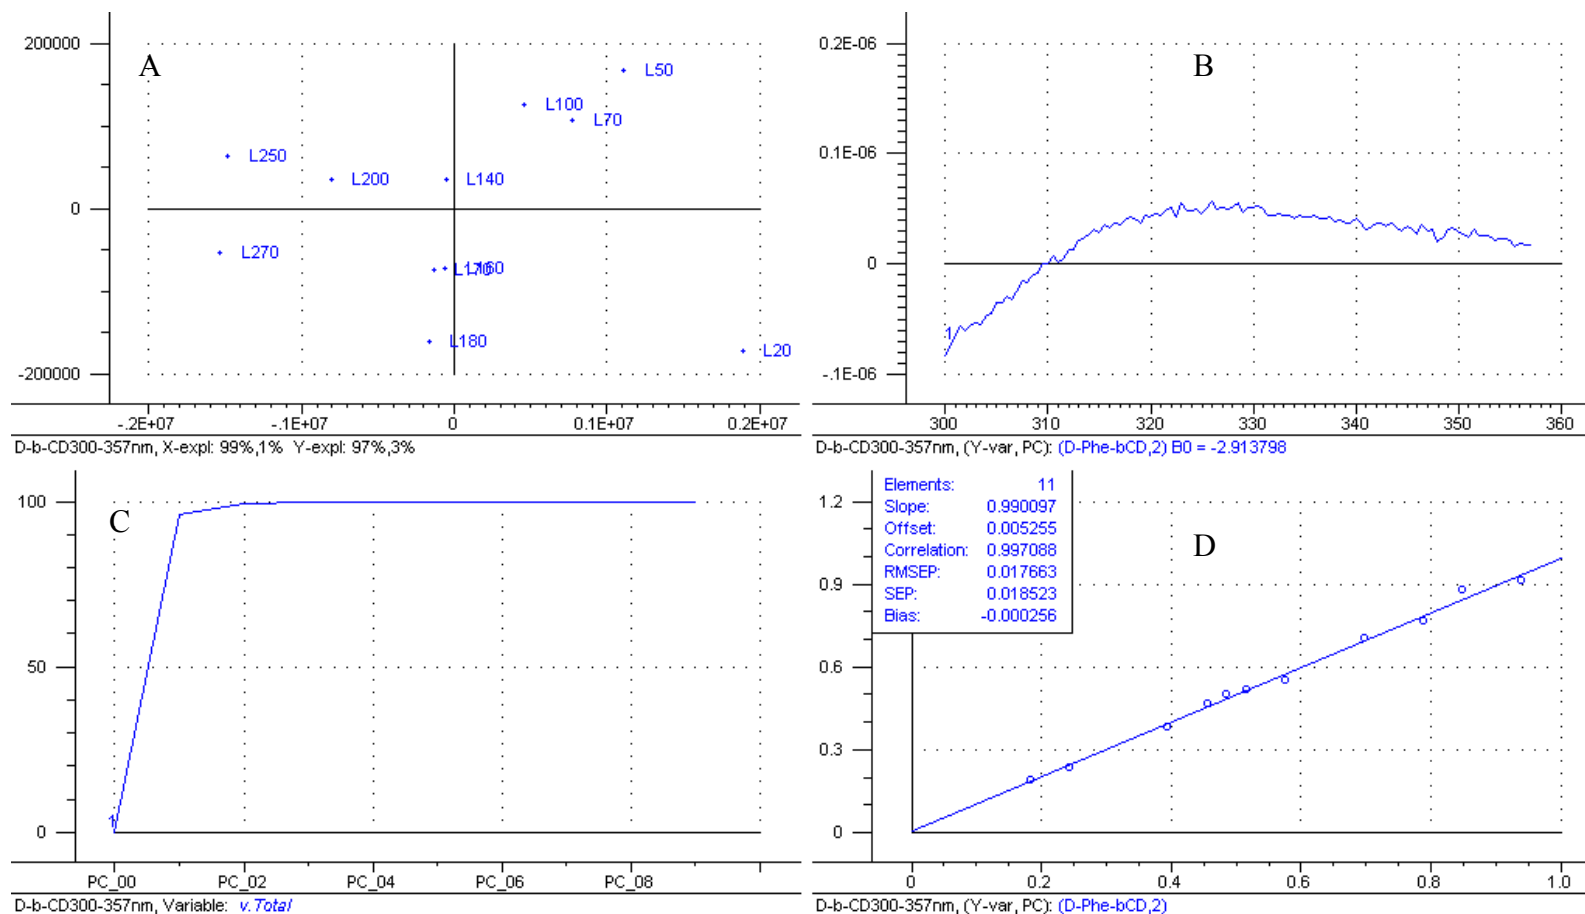 A
200000
0
-200000
L50
L100
L70
L250
L200
L140
L270
L170
L160
L180
L20
-.2E+07
-.1E+07
0
0.1E+07
0.2E+07
D-b-CD300-357nm, X-expl: 99%,1% Y-expl: 97%,3%
B
0.2E-06
0.1E-06
0
-.1E-06
1
300
310
320
330
340
350
360
D-b-CD300-357nm, (Y-var, PC): (D-Phe-bCD,2) B0 = -2.913798
C
100
50
0
1
PC_00
PC_02
PC_04
PC_06
PC_08
D-b-CD300-357nm, Variable: v.Total
D
Elements: 11
Slope: 0.990097
Offset: 0.005255
Correlation: 0.997088
RMSEP: 0.017663
SEP: 0.018523
Bias: -0.000256
1.2
0.9
0.6
0.3
0
0
0.2
0.4
0.6
0.8
1.0
D-b-CD300-357nm, (Y-var, PC): (D-Phe-bCD,2)